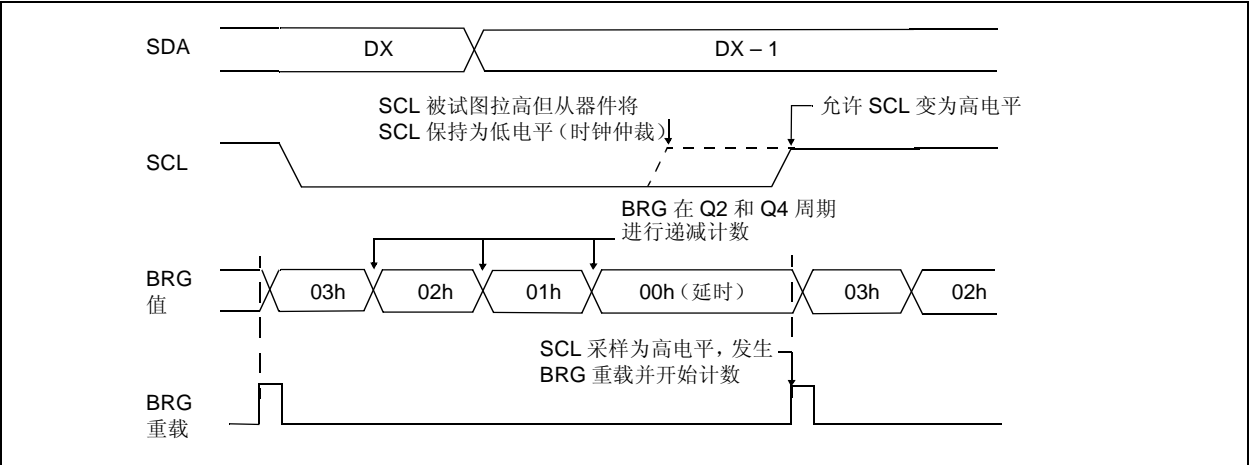 SDA
DX
DX – 1
SCL 被试图拉高但从器件将
SCL 保持为低电平（时钟仲裁）
允许 SCL 变为高电平
SCL
BRG 在 Q2 和 Q4 周期
进行递减计数
BRG
值
03h
02h
01h
00h（延时）
03h
02h
SCL 采样为高电平，发生
BRG 重载并开始计数
BRG
重载